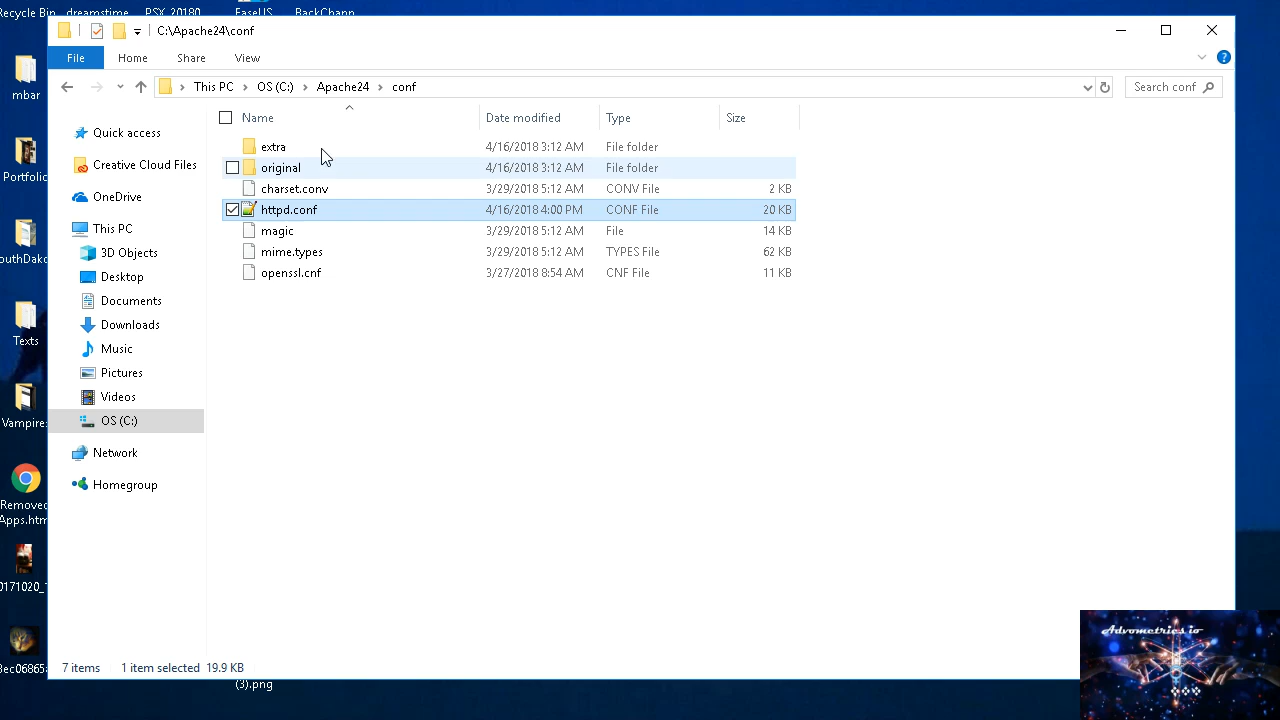 Recycle Bin
dreamstime
PSX_20180
EaseUS
BackChann
C:\Apache24\conf
File
Home
Share
View
This PC
OS (C:)
Apache24
conf
Search conf
Name
Date modified
Type
Size
extra 4/16/2018 3:12 AM File folder
original 4/16/2018 3:12 AM File folder
charset.conv 3/29/2018 5:12 AM CONV File 2 KB
httpd.conf 4/16/2018 4:00 PM CONF File 20 KB
magic 3/29/2018 5:12 AM File 14 KB
mime.types 3/29/2018 5:12 AM TYPES File 62 KB
openssl.cnf 3/27/2018 8:54 AM CNF File 11 KB
Quick access
Creative Cloud Files
OneDrive
This PC
3D Objects
Desktop
Documents
Downloads
Music
Pictures
Videos
OS (C:)
Network
Homegroup
mbar
Portfolio
outhDako
Texts
Vampire
Removed
Apps.htm
0171020_
3ec06865
7 items 1 item selected 19.9 KB
(3).png
Advometrics io